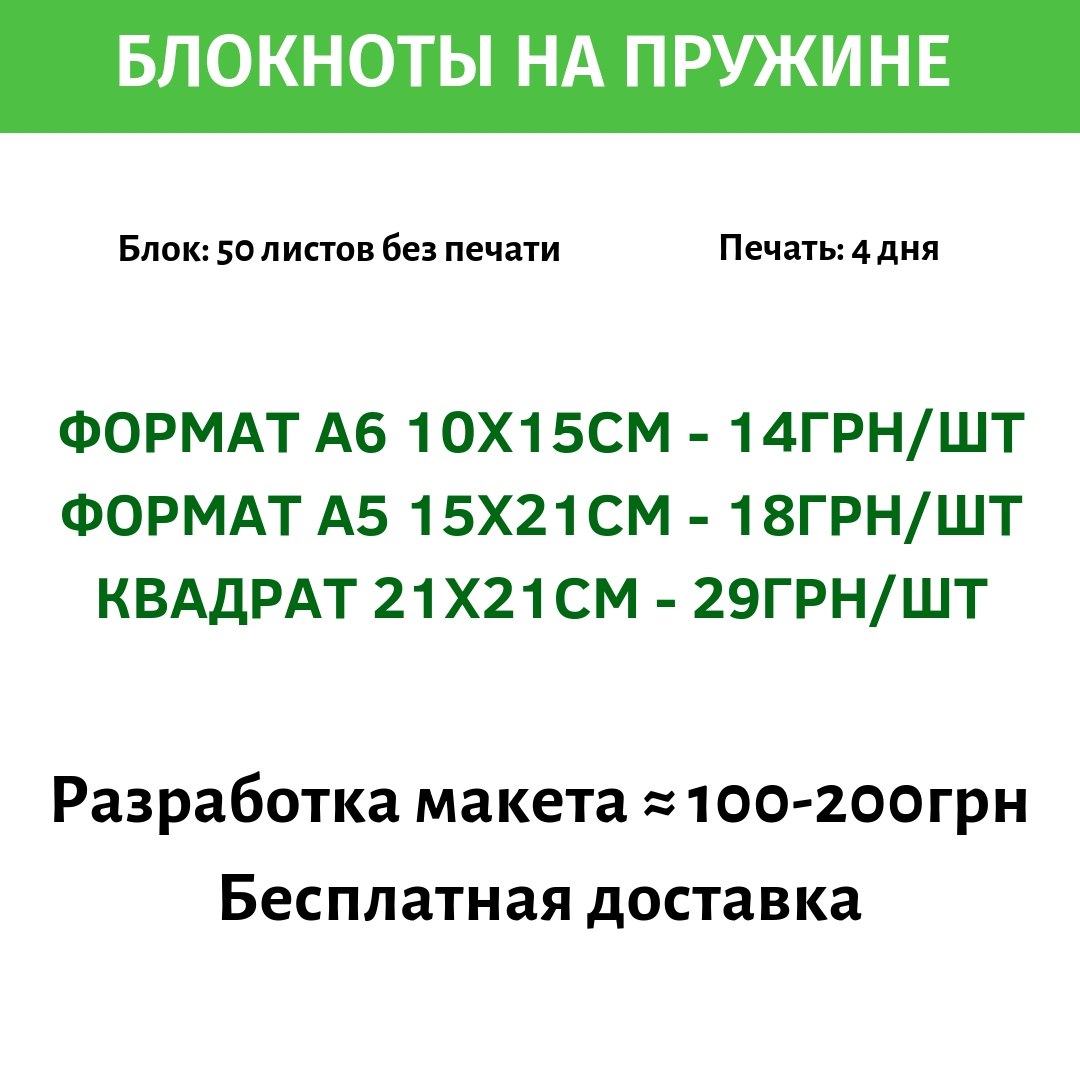 БЛОКНОТЫ НА ПРУЖИНЕ
Блок: 50 листов без печати
Печать: 4 дня
ФОРМАТ А6 10Х15СМ - 14ГРН/ШТ
ФОРМАТ А5 15Х21СМ - 18ГРН/ШТ
КВАДРАТ 21Х21СМ - 29ГРН/ШТ
Разработка макета ≈100-200грн
Бесплатная доставка